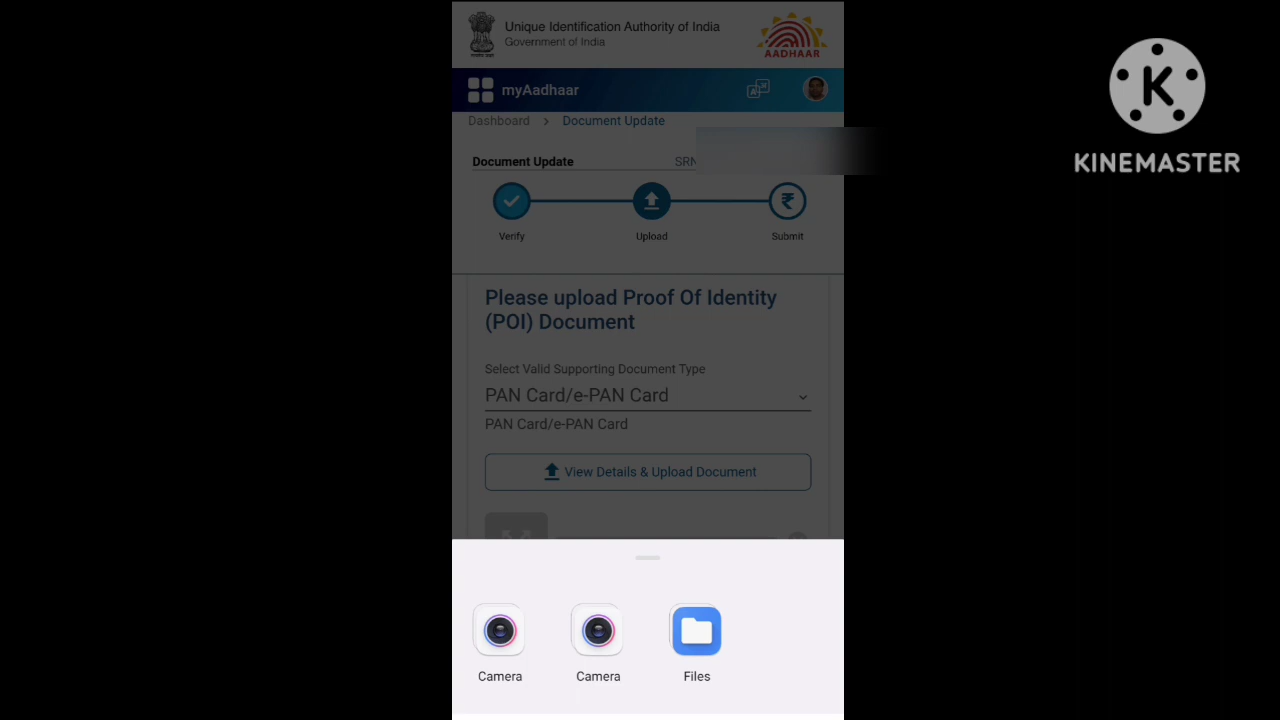 Unique Identification Authority of India
Government of India
AADHAAR
myAadhaar
Dashboard > Document Update
Document Update SRN
Verify Upload Submit
Please upload Proof Of Identity
(POI) Document
Select Valid Supporting Document Type
PAN Card/e-PAN Card
PAN Card/e-PAN Card
View Details & Upload Document
Camera Camera Files
K
KINEMASTER